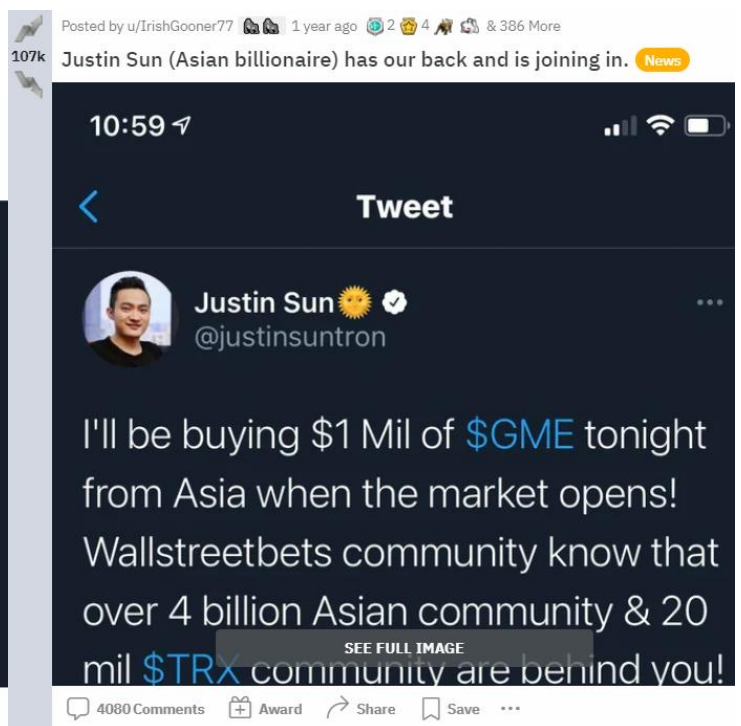 Posted by u/IrishGooner77 1 year ago 2 4 & 386 More
107k
Justin Sun (Asian billionaire) has our back and is joining in. News
10:59
Tweet
Justin Sun
@justinsuntron
I'll be buying $1 Mil of $GME tonight
from Asia when the market opens!
Wallstreetbets community know that
over 4 billion Asian community & 20
mil $TRX community are behind you!
SEE FULL IMAGE
4080 Comments Award Share Save